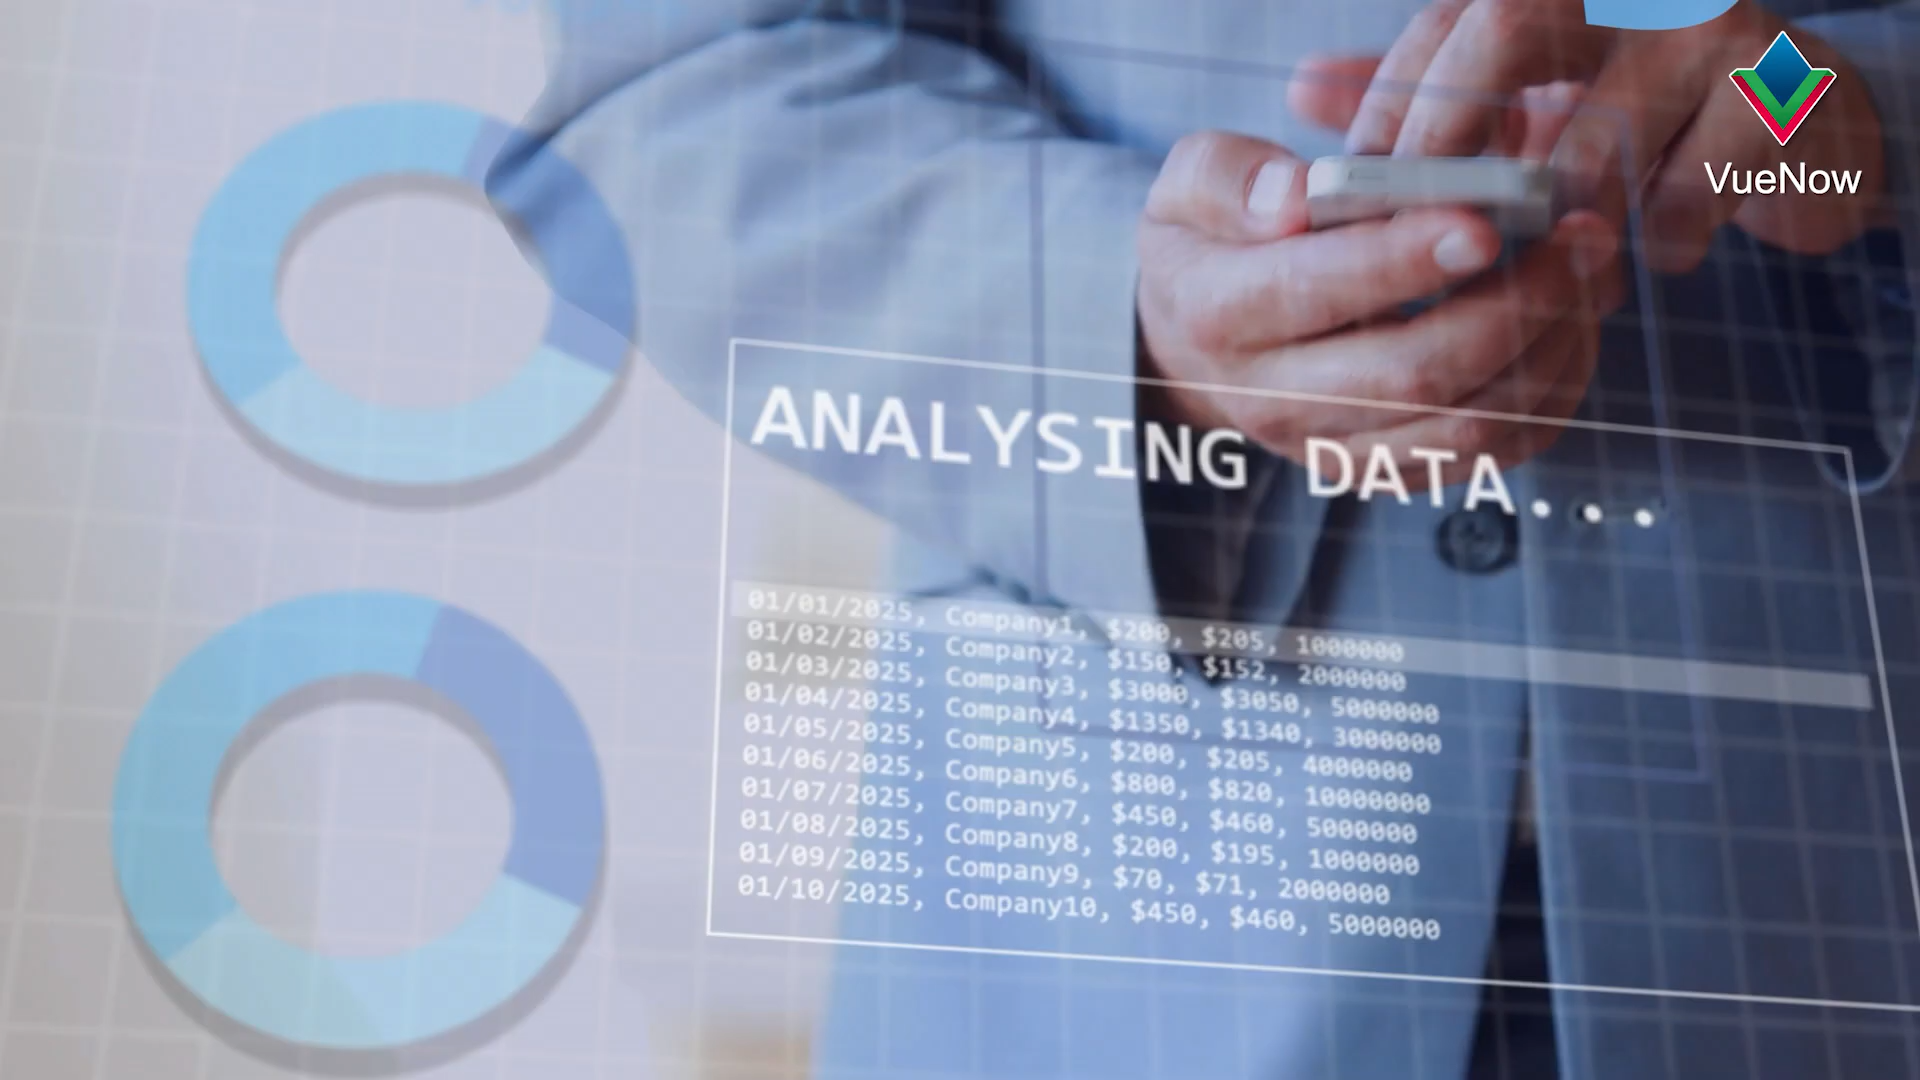 VueNow
ANALYSING DATA...
01/01/2025, Company1, $200, $205, 1000000
01/02/2025, Company2, $150, $152, 2000000
01/03/2025, Company3, $3000, $3050, 5000000
01/04/2025, Company4, $1350, $1340, 3000000
01/05/2025, Company5, $200, $205, 4000000
01/06/2025, Company6, $800, $820, 10000000
01/07/2025, Company7, $450, $460, 5000000
01/08/2025, Company8, $200, $195, 1000000
01/09/2025, Company9, $70, $71, 2000000
01/10/2025, Company10, $450, $460, 5000000